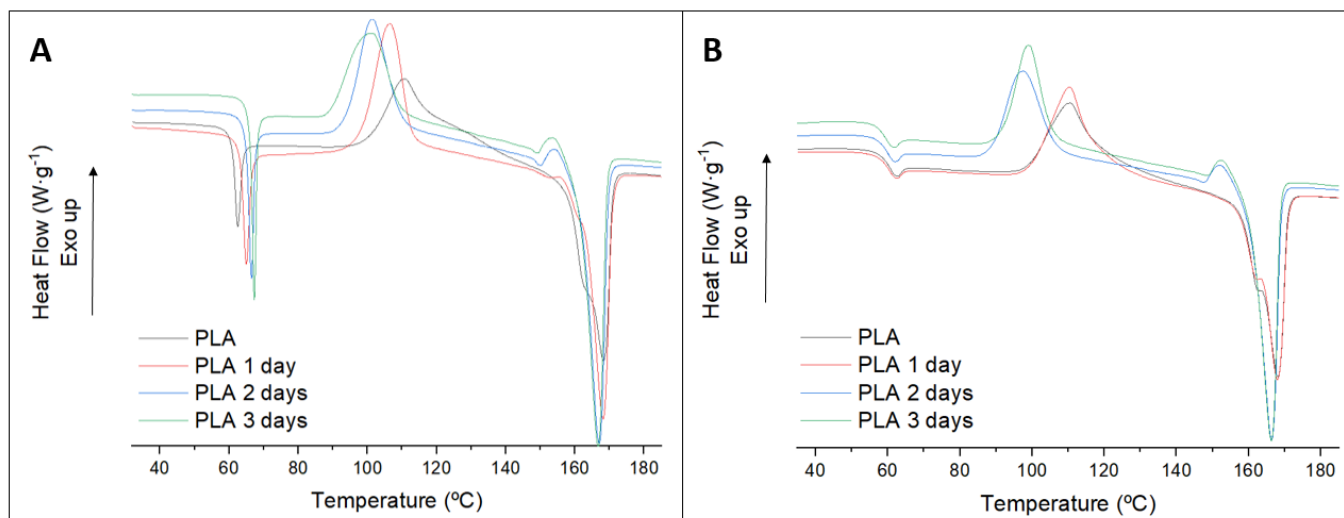 A
Heat Flow (W·g⁻¹)
Exo up
PLA
PLA 1 day
PLA 2 days
PLA 3 days
40 60 80 100 120 140 160 180
Temperature (ºC)
B
Heat Flow (W·g⁻¹)
Exo up
PLA
PLA 1 day
PLA 2 days
PLA 3 days
40 60 80 100 120 140 160 180
Temperature (ºC)